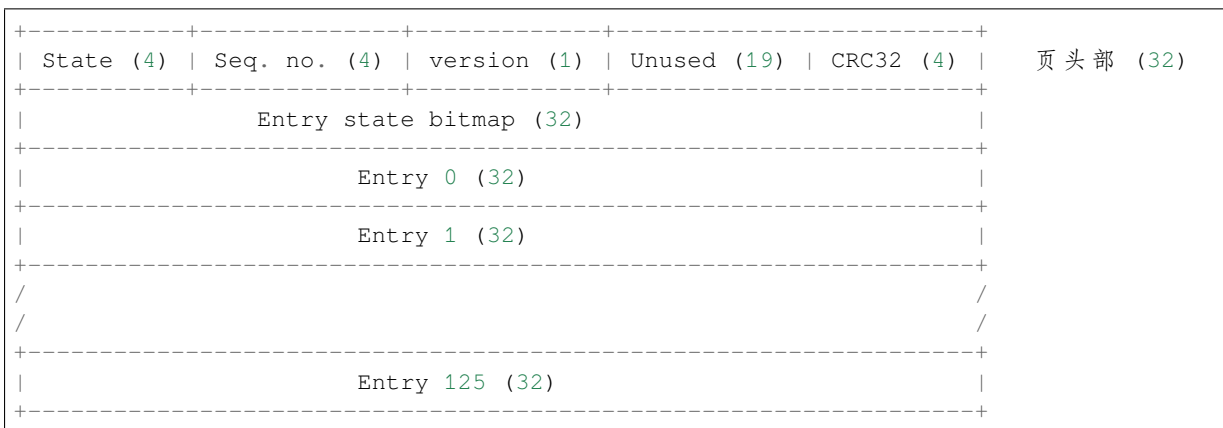 +-----------+--------------+-------------+-------------------------+
| State (4) | Seq. no. (4) | version (1) | Unused (19) | CRC32 (4) | 页头部 (32)
+-----------+--------------+-------------+-------------------------+
| Entry state bitmap (32) |
+------------------------------------------------------------------+
| Entry 0 (32) |
+------------------------------------------------------------------+
| Entry 1 (32) |
+------------------------------------------------------------------+
/ /
/ /
+------------------------------------------------------------------+
| Entry 125 (32) |
+------------------------------------------------------------------+